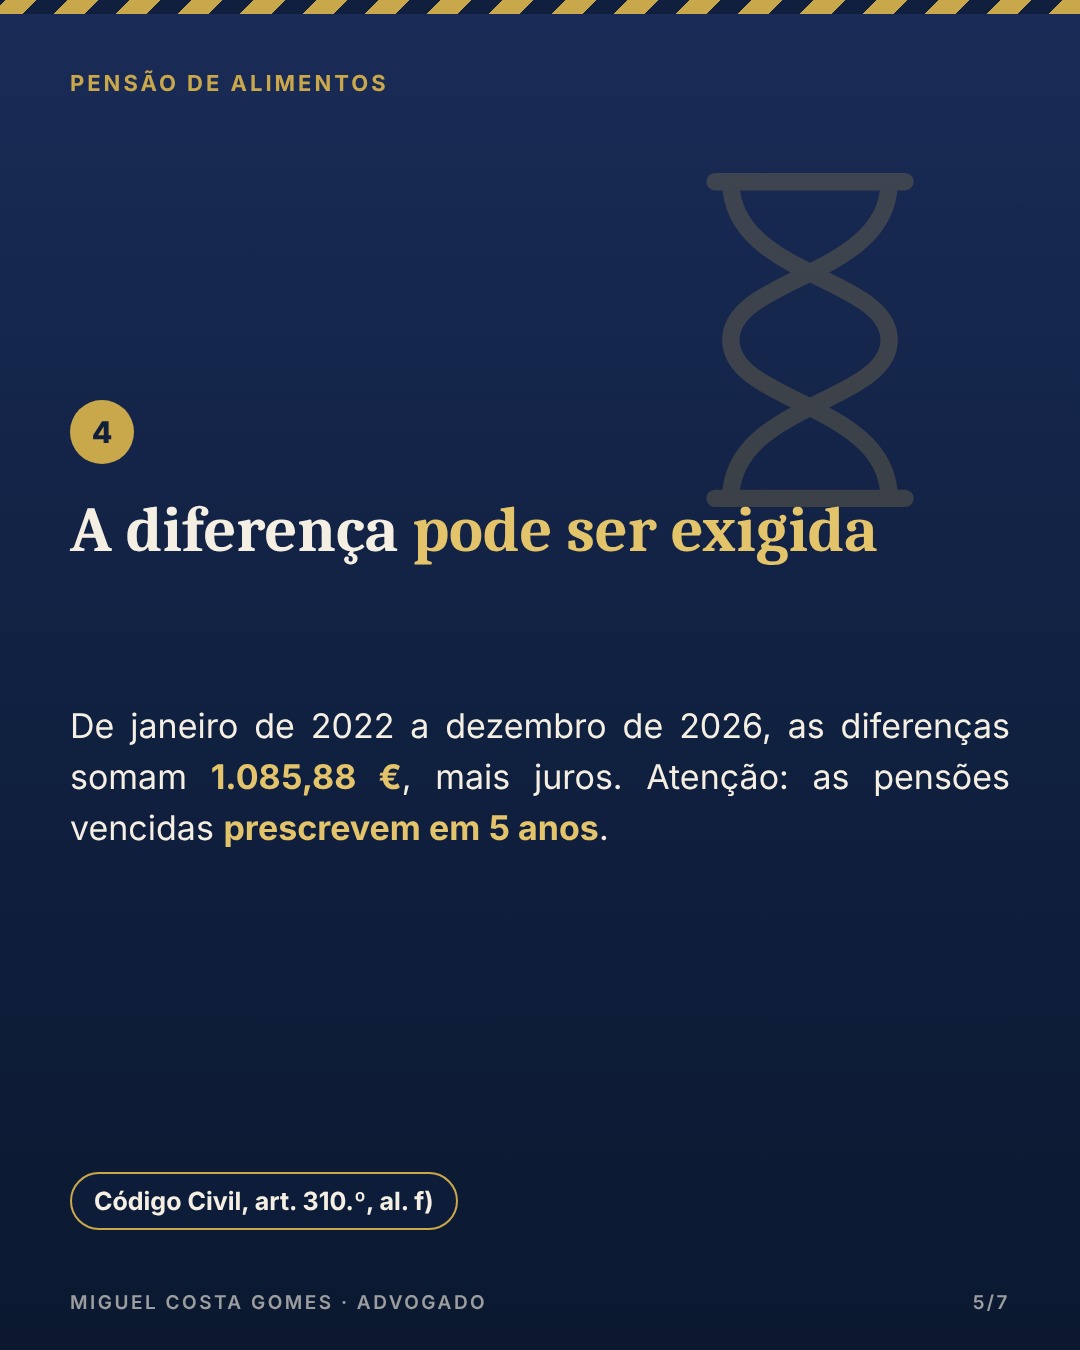 PENSÃO DE ALIMENTOS
4
A diferença pode ser exigida
De janeiro de 2022 a dezembro de 2026, as diferenças
somam 1.085,88 €, mais juros. Atenção: as pensões
vencidas prescrevem em 5 anos.
Código Civil, art. 310.º, al. f)
MIGUEL COSTA GOMES · ADVOGADO
5/7